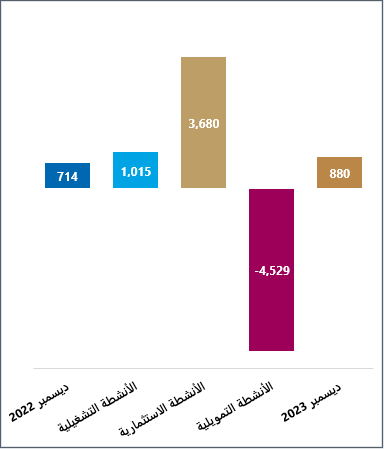 3,680
1,015
714
880
-4,529
ديسمبر 2022
الأنشطة التشغيلية
الأنشطة الاستثمارية
الأنشطة التمويلية
ديسمبر 2023